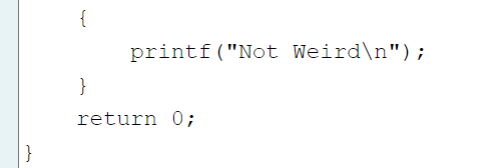 {
printf("Not Weird\n");
}
return 0;
}